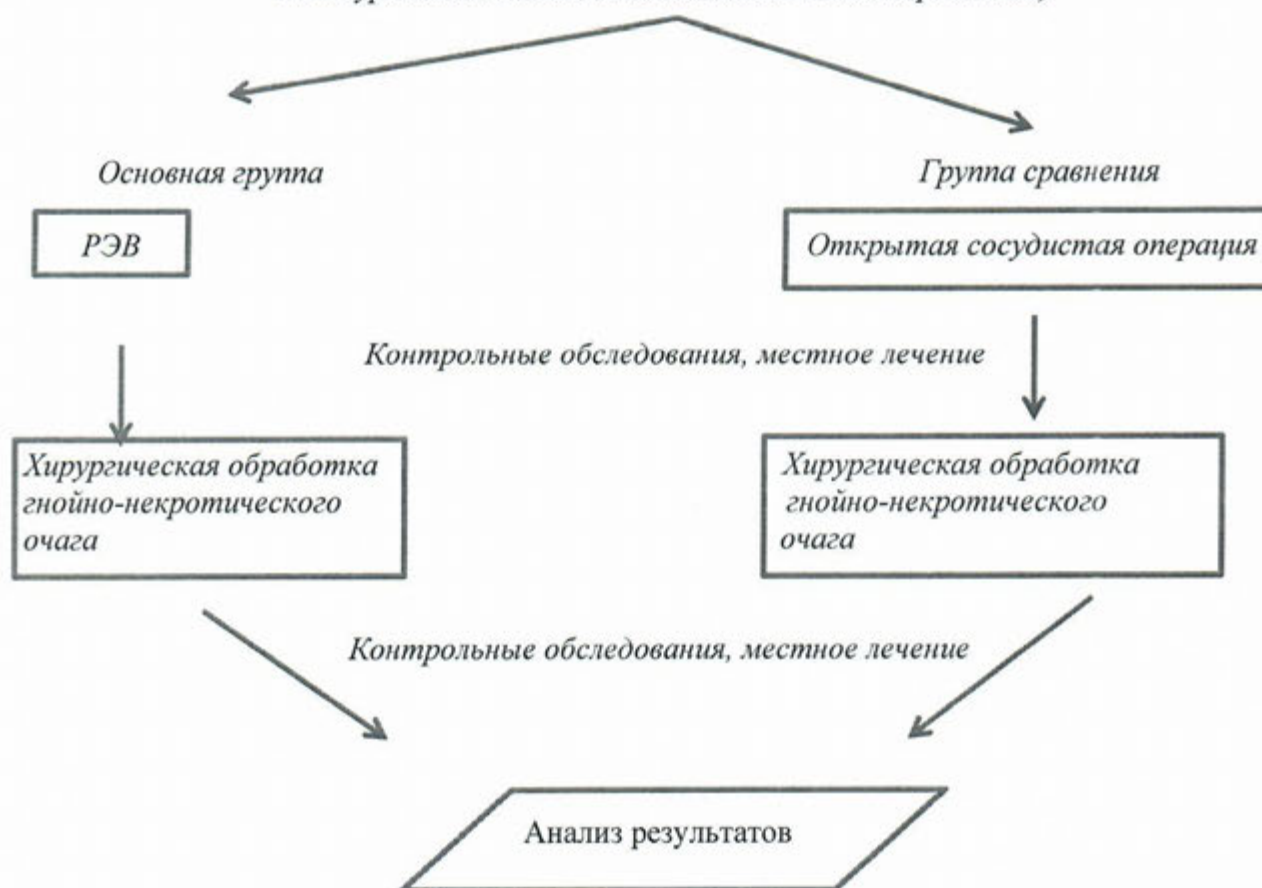 Основная группа
Группа сравнения
РЭВ
Открытая сосудистая операция
Контрольные обследования, местное лечение
Хирургическая обработка
гнойно-некротического
очага
Хирургическая обработка
гнойно-некротического
очага
Контрольные обследования, местное лечение
Анализ результатов